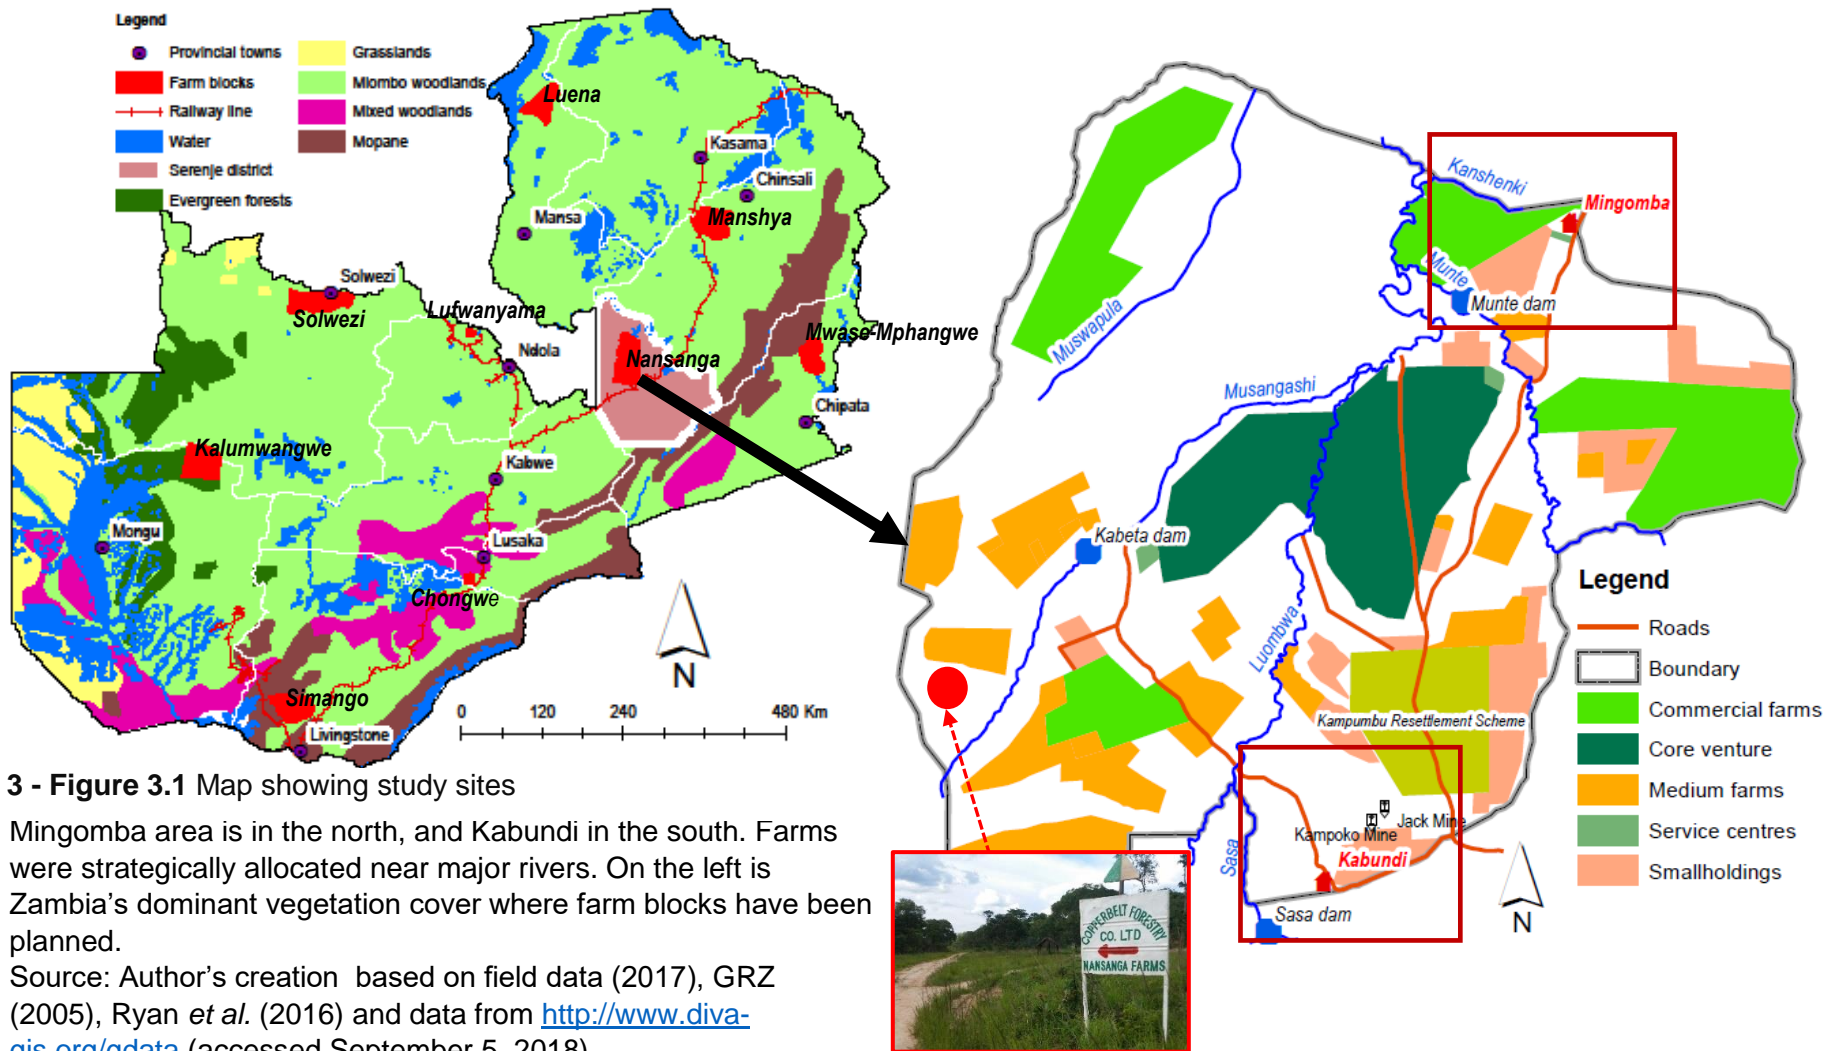 Legend
Provincial towns
Farm blocks
Railway line
Water
Serenje district
Evergreen forests
Grasslands
Miombo woodlands
Mixed woodlands
Mopane
Luena
Kasama
Chinsali
Mansa
Manshya
Solwezi
Solwezi
Lufwanyama
Ndola
Nansanga
Mwase-Mphangwe
Chipata
Kalumwangwe
Kabwe
Mongu
Lusaka
Chongwe
Simango
Livingstone
N
0 120 240 480 Km
3 - Figure 3.1 Map showing study sites
Mingomba area is in the north, and Kabundi in the south. Farms
were strategically allocated near major rivers. On the left is
Zambia’s dominant vegetation cover where farm blocks have been
planned.
Source: Author’s creation based on field data (2017), GRZ
(2005), Ryan et al. (2016) and data from http://www.diva-
gis.org/gdata (accessed September 5, 2018)
Kanshenki
Mingomba
Munte
Munte dam
Muswapula
Musangashi
Kabeta dam
Luombwa
Kampumbu Resettlement Scheme
Jack Mine
Kampoko Mine
Kabundi
Sasa
Sasa dam
N
COPPERBELT FORESTRY
CO. LTD
NANSANGA FARMS
Legend
Roads
Boundary
Commercial farms
Core venture
Medium farms
Service centres
Smallholdings